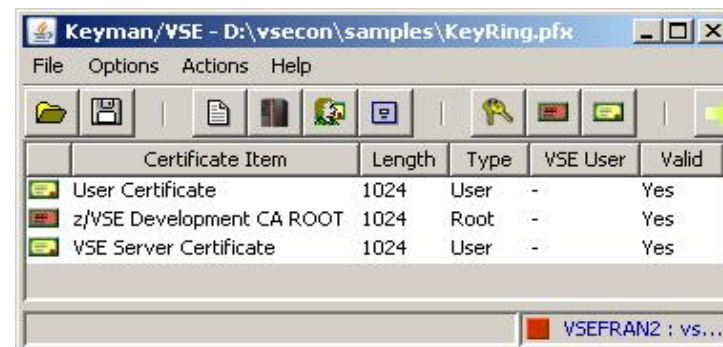 Keyman/VSE - D:\vsecon\samples\KeyRing.pfx
File Options Actions Help
Certificate Item Length Type VSE User Valid
User Certificate 1024 User - Yes
z/VSE Development CA ROOT 1024 Root - Yes
VSE Server Certificate 1024 User - Yes
VSEFRAN2 : vs...